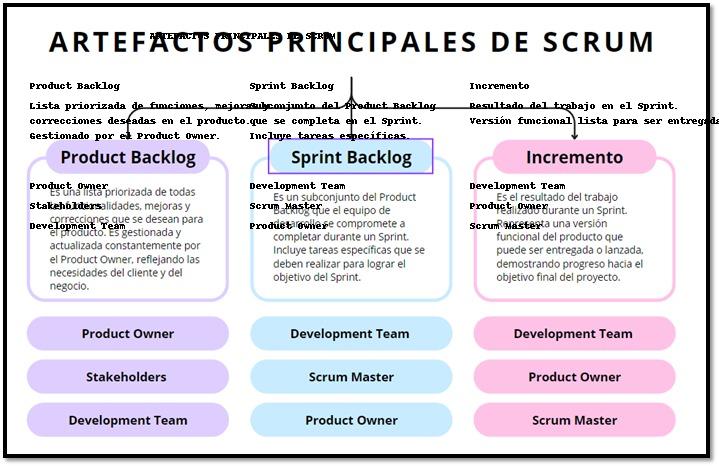 ARTEFACTOS PRINCIPALES DE SCRUM
ARTEFACTOS PRINCIPALES DE SCRUM
Product Backlog
Lista priorizada de funciones, mejoras y
correcciones deseadas en el producto.
Gestionado por el Product Owner.
Sprint Backlog
Subconjunto del Product Backlog
que se completa en el Sprint.
Incluye tareas específicas.
Incremento
Resultado del trabajo en el Sprint.
Versión funcional lista para ser entregada
Product Backlog
Product Owner
Stakeholders
Development Team
Es una lista priorizada de todas
las funcionalidades, mejoras y
correcciones que se desean para
el producto. Es gestionada y
actualizada constantemente por
el Product Owner, reflejando las
necesidades del cliente y del
negocio.
Product Owner
Stakeholders
Development Team
Sprint Backlog
Development Team
Scrum Master
Product Owner
Es un subconjunto del Product
Backlog que el equipo de
desarrollo se compromete a
completar durante un Sprint.
Incluye tareas específicas que se
deben realizar para lograr el
objetivo del Sprint.
Development Team
Scrum Master
Product Owner
Incremento
Development Team
Product Owner
Scrum Master
Es el resultado del trabajo
realizado durante un Sprint.
Representa una versión
funcional del producto que
puede ser entregada o lanzada,
demostrando progreso hacia el
objetivo final del proyecto.
Development Team
Product Owner
Scrum Master